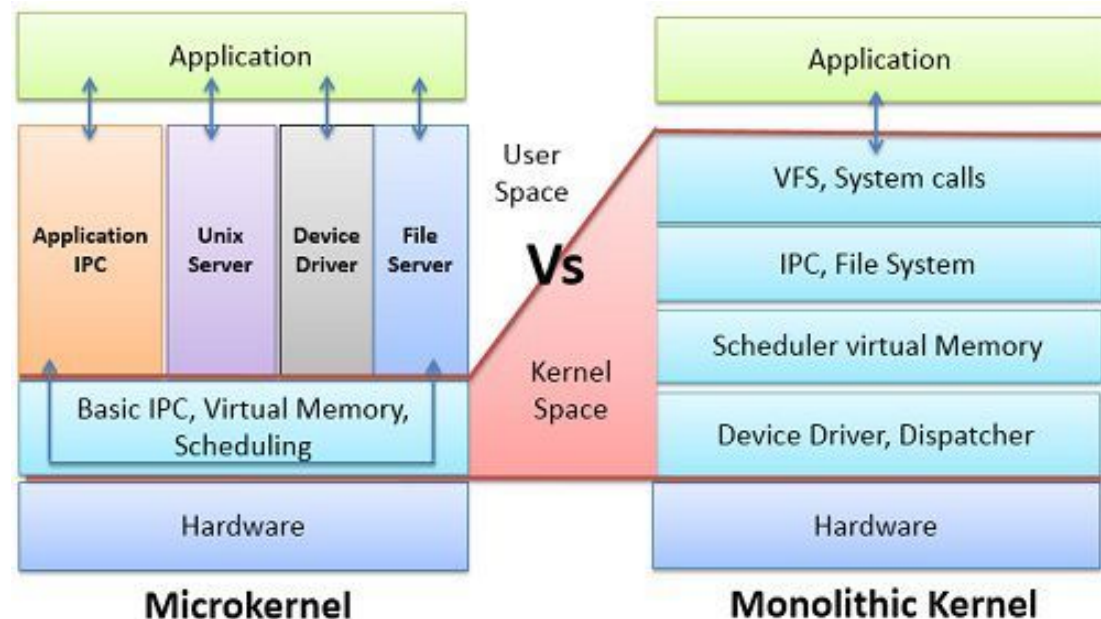 Application
Application IPC
Unix Server
Device Driver
File Server
Basic IPC, Virtual Memory,
Scheduling
Hardware
Microkernel
User
Space
Vs
Kernel
Space
Application
VFS, System calls
IPC, File System
Scheduler virtual Memory
Device Driver, Dispatcher
Hardware
Monolithic Kernel